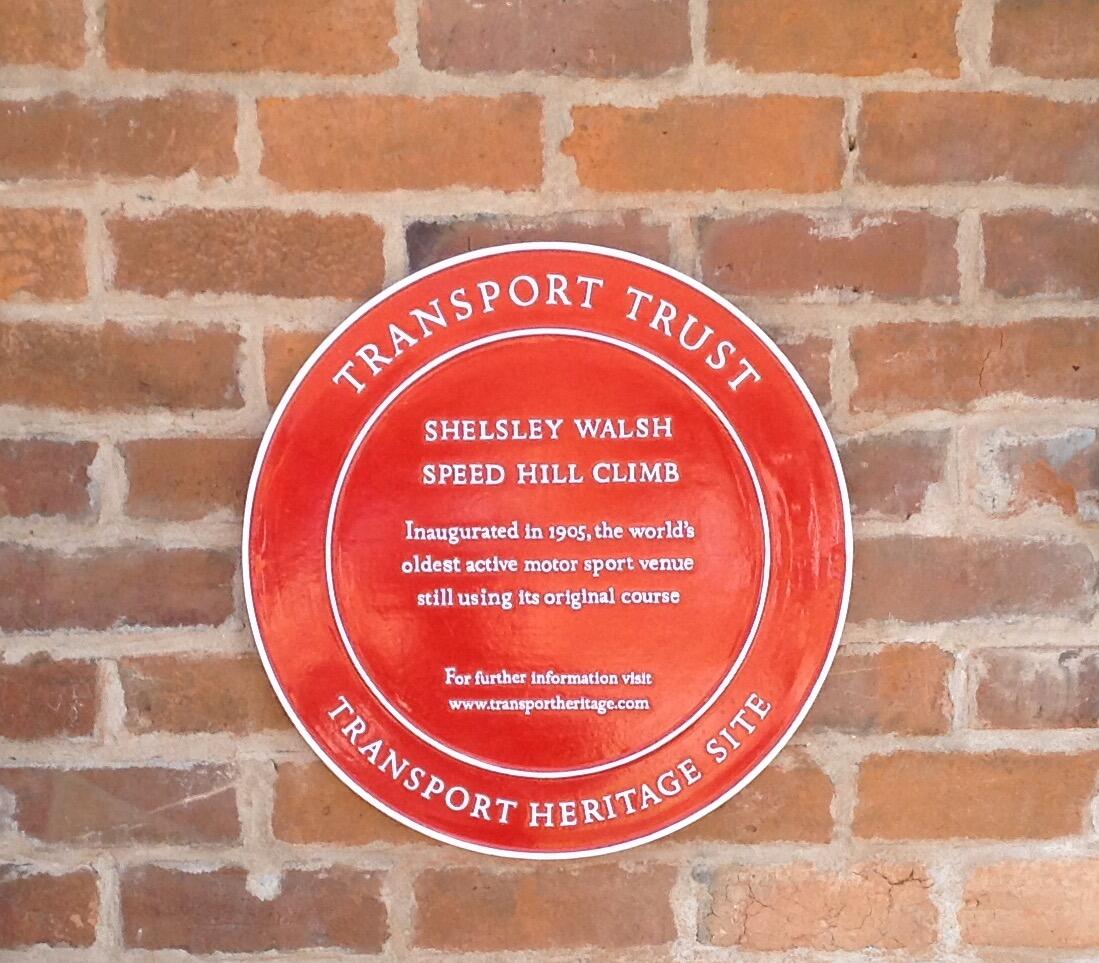 TRANSPORT TRUST
SHELSLEY WALSH
SPEED HILL CLIMB
Inaugurated in 1905, the world's
oldest active motor sport venue
still using its original course
For further information visit
www.transportheritage.com
TRANSPORT HERITAGE SITE